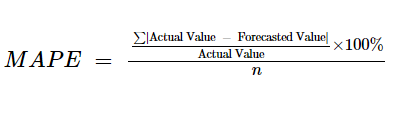 MAPE = ∑|Actual Value – Forecasted Value|
Actual Value
×100%
n